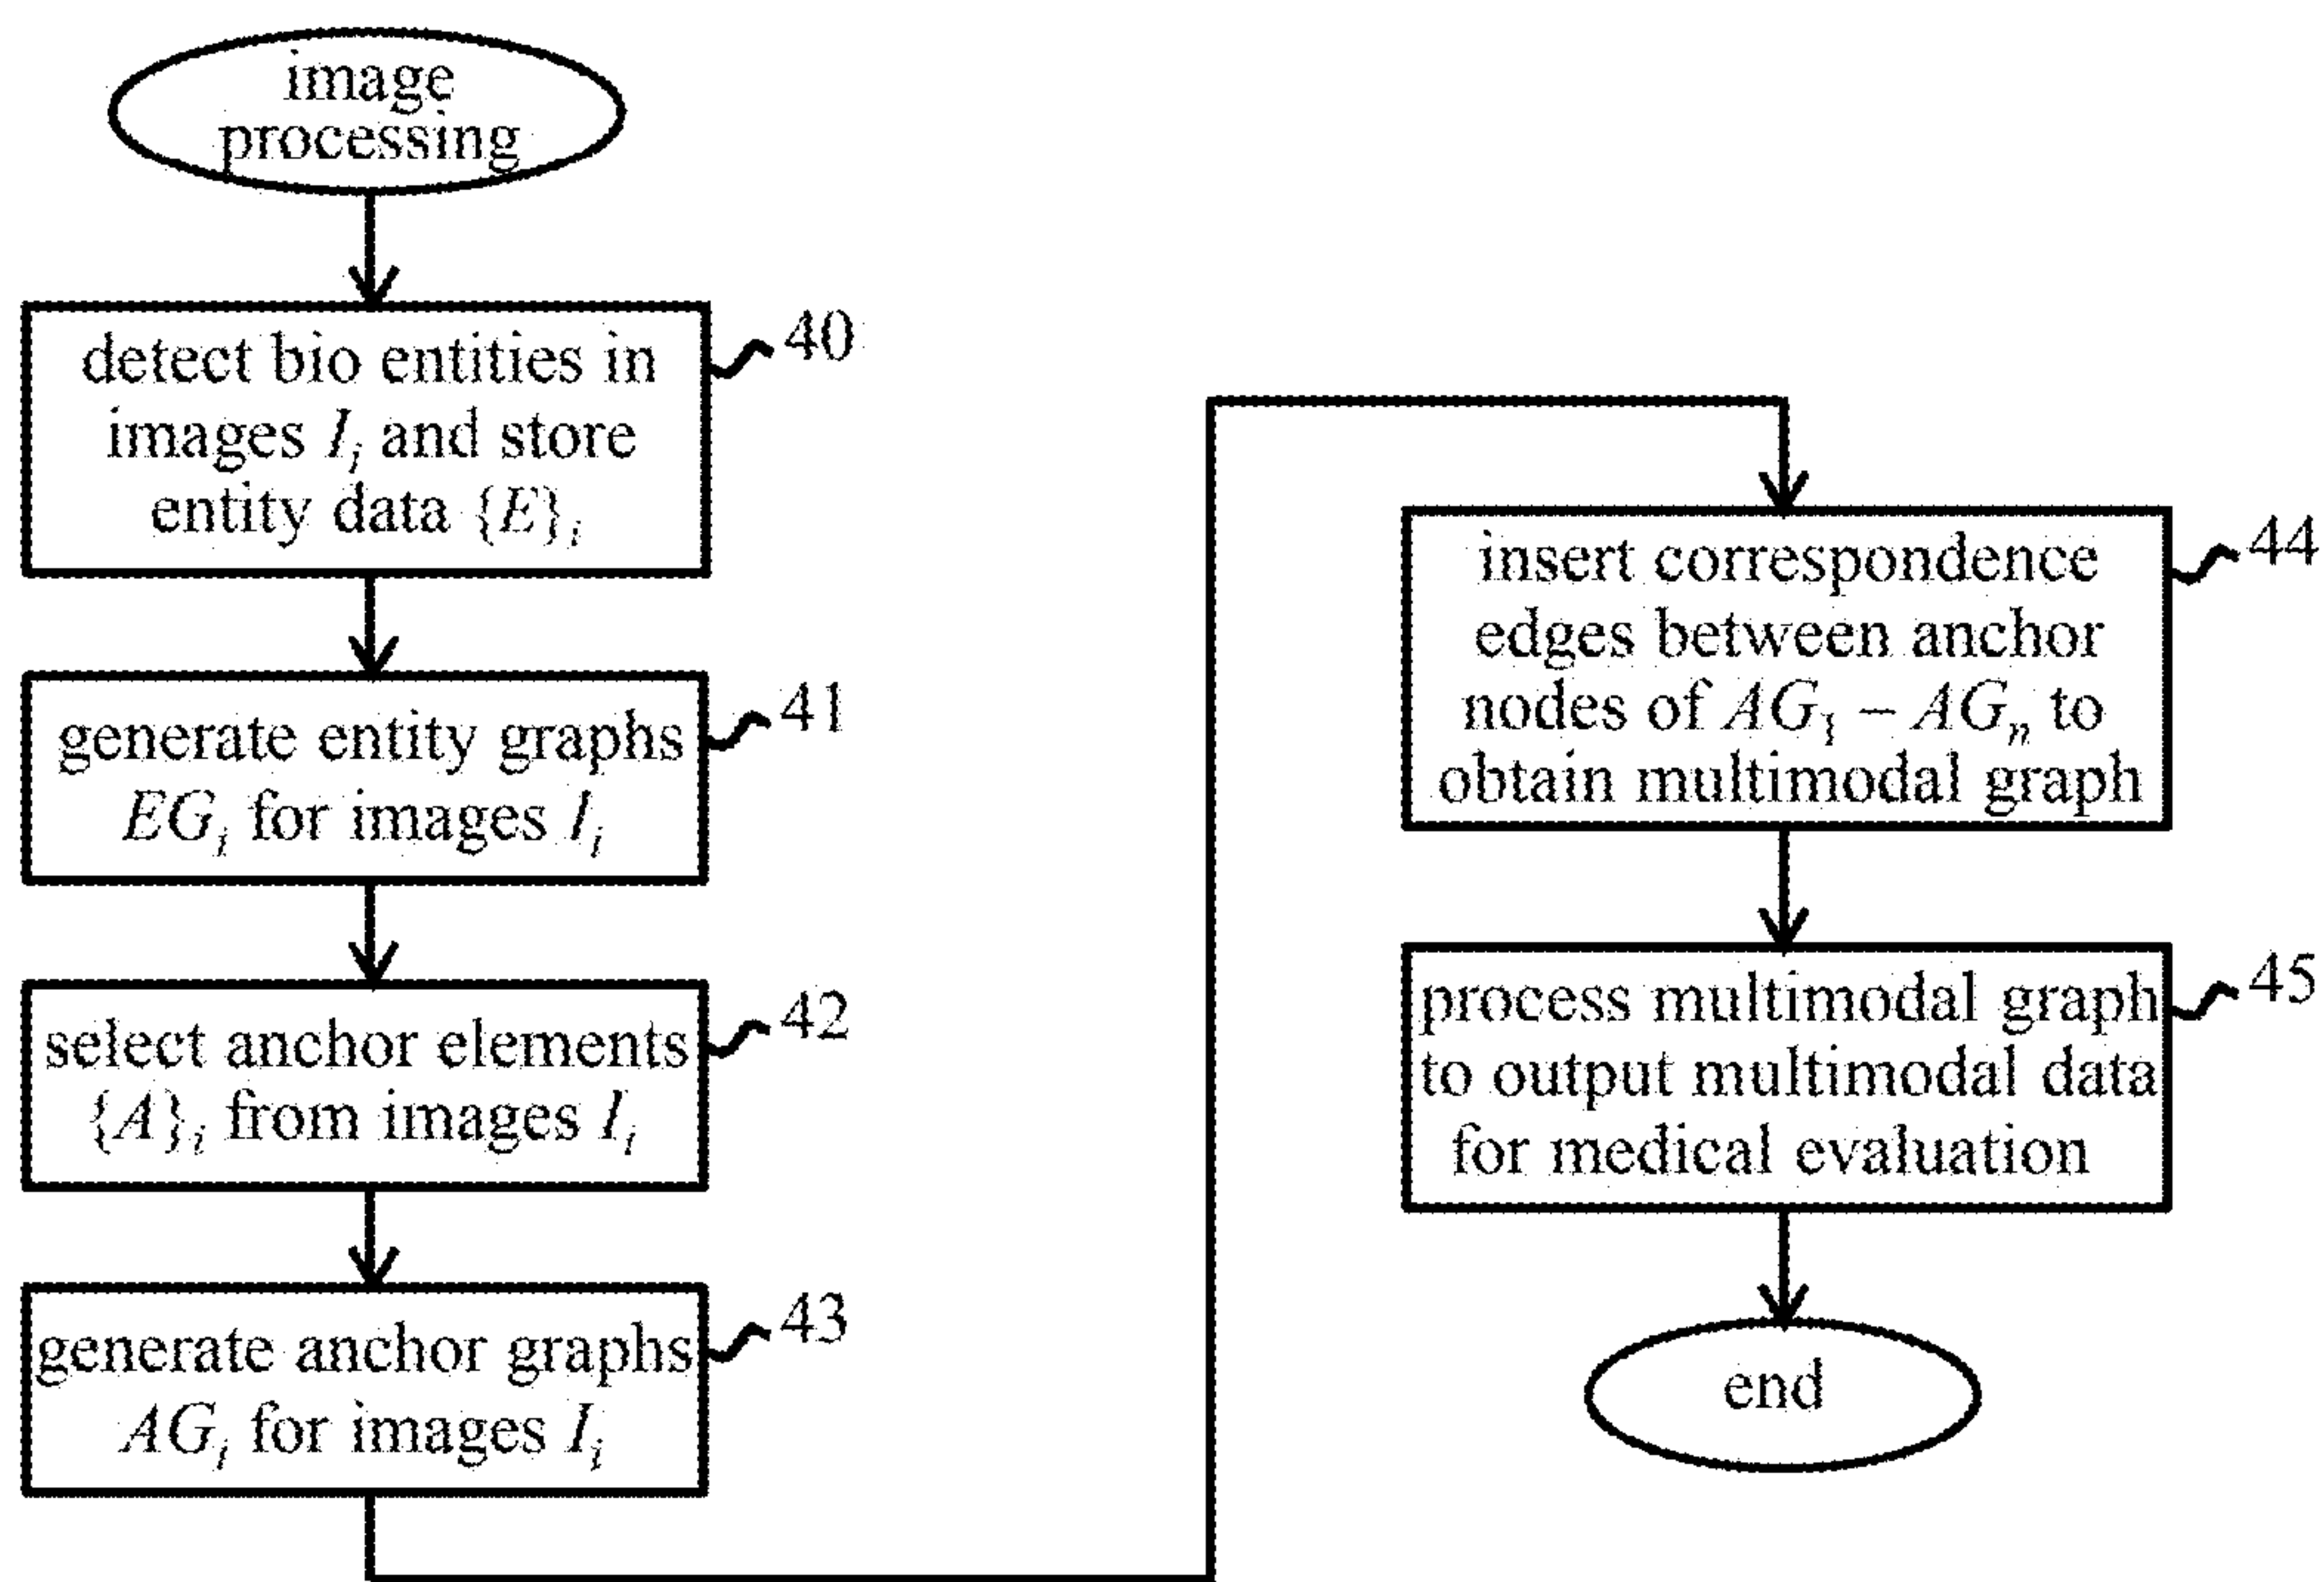 image
processing
detect bio entities in
images I_i and store
entity data {E}_i
40
generate entity graphs
EG_i for images I_i
41
select anchor elements
{A}_i from images I_i
42
generate anchor graphs
AG_i for images I_i
43
insert correspondence
edges between anchor
nodes of AG_1 – AG_n to
obtain multimodal graph
44
process multimodal graph
to output multimodal data
for medical evaluation
45
end